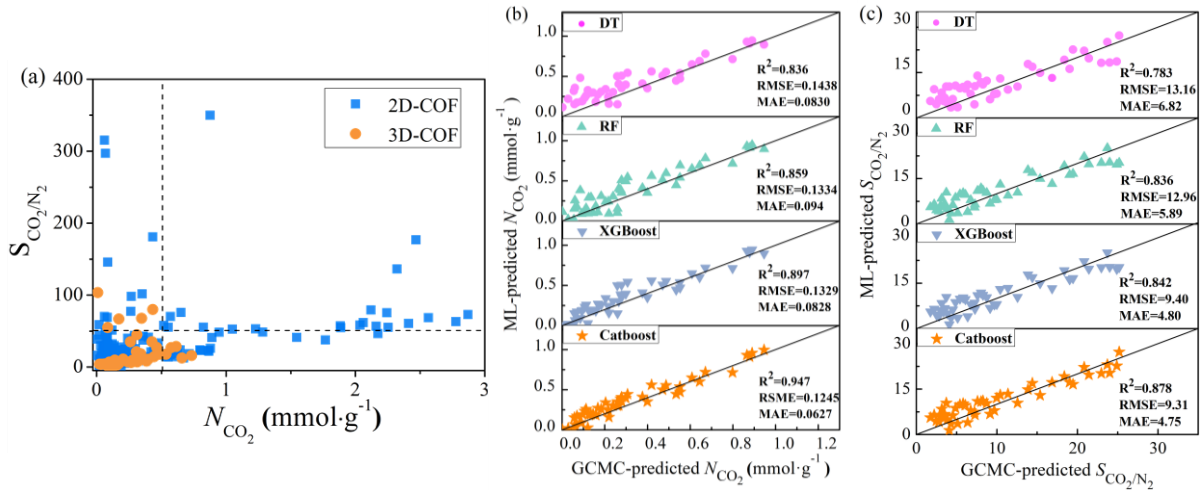 (a)
400
300
200
100
0
0
1
2
3
S_CO2/N2
N_CO2 (mmol·g⁻¹)
2D-COF
3D-COF
(b)
ML-predicted N_CO2 (mmol·g⁻¹)
DT
1.0
0.5
0.0
R²=0.836
RMSE=0.1438
MAE=0.0830
RF
1.0
0.5
0.0
R²=0.859
RMSE=0.1334
MAE=0.094
XGBoost
1.0
0.5
0.0
R²=0.897
RMSE=0.1329
MAE=0.0828
Catboost
1.0
0.5
0.0
R²=0.947
RSME=0.1245
MAE=0.0627
0.0 0.2 0.4 0.6 0.8 1.0 1.2
GCMC-predicted N_CO2 (mmol·g⁻¹)
(c)
ML-predicted S_CO2/N2
30
DT
15
0
R²=0.783
RMSE=13.16
MAE=6.82
30
RF
15
0
R²=0.836
RMSE=12.96
MAE=5.89
30
XGBoost
15
0
R²=0.842
RMSE=9.40
MAE=4.80
30
Catboost
15
0
R²=0.878
RMSE=9.31
MAE=4.75
0 10 20 30
GCMC-predicted S_CO2/N2